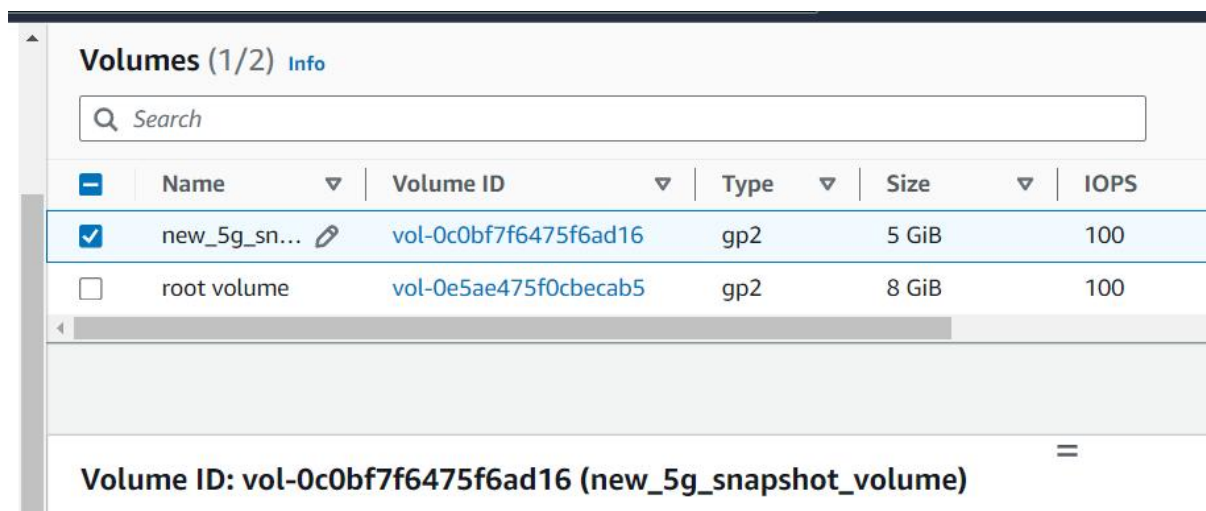 Volumes (1/2) Info
Search
Name Volume ID Type Size IOPS
new_5g_sn... vol-0c0bf7f6475f6ad16 gp2 5 GiB 100
root volume vol-0e5ae475f0cbecab5 gp2 8 GiB 100
Volume ID: vol-0c0bf7f6475f6ad16 (new_5g_snapshot_volume)